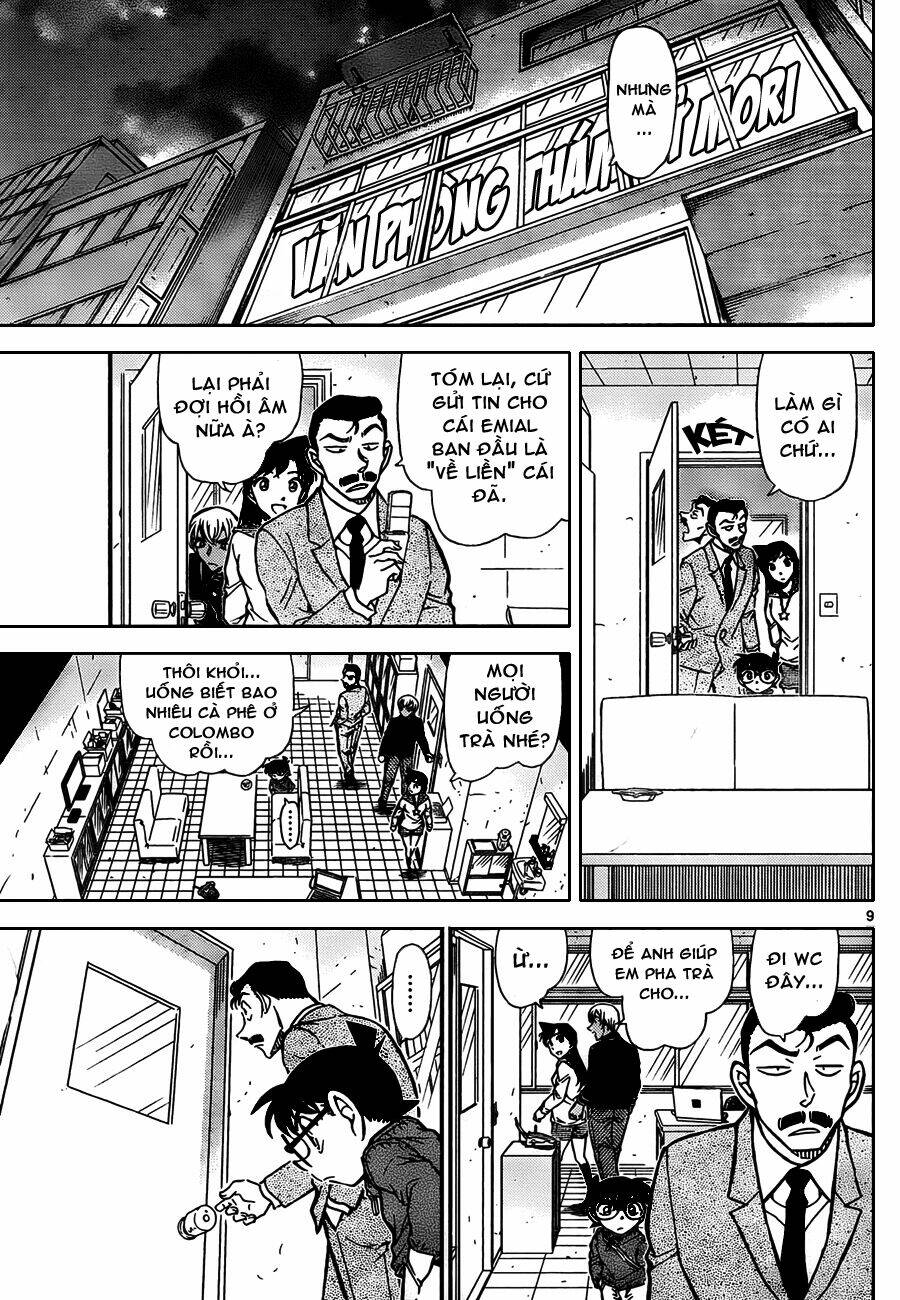 NHƯNG
MÀ
...
VĂN PHÒNG THÁM TỬ MORI
LÀM GÌ
CÓ AI
CHỨ...
KÉT
TÓM LẠI, CỨ
GỬI TIN CHO
CÁI EMIAL
BAN ĐẦU LÀ
"VỀ LIỀN" CÁI
ĐÃ.
LẠI PHẢI
ĐỢI HỒI ÂM
NỮA À?
MỌI
NGƯỜI
UỐNG
TRÀ NHÉ?
THÔI KHỎI...
UỐNG BIẾT BAO
NHIÊU CÀ PHÊ Ở
COLOMBO
RỒI...
......
9
ĐI WC
ĐÂY...
ĐỂ ANH GIÚP
EM PHA TRÀ
CHO...
Ừ...
......